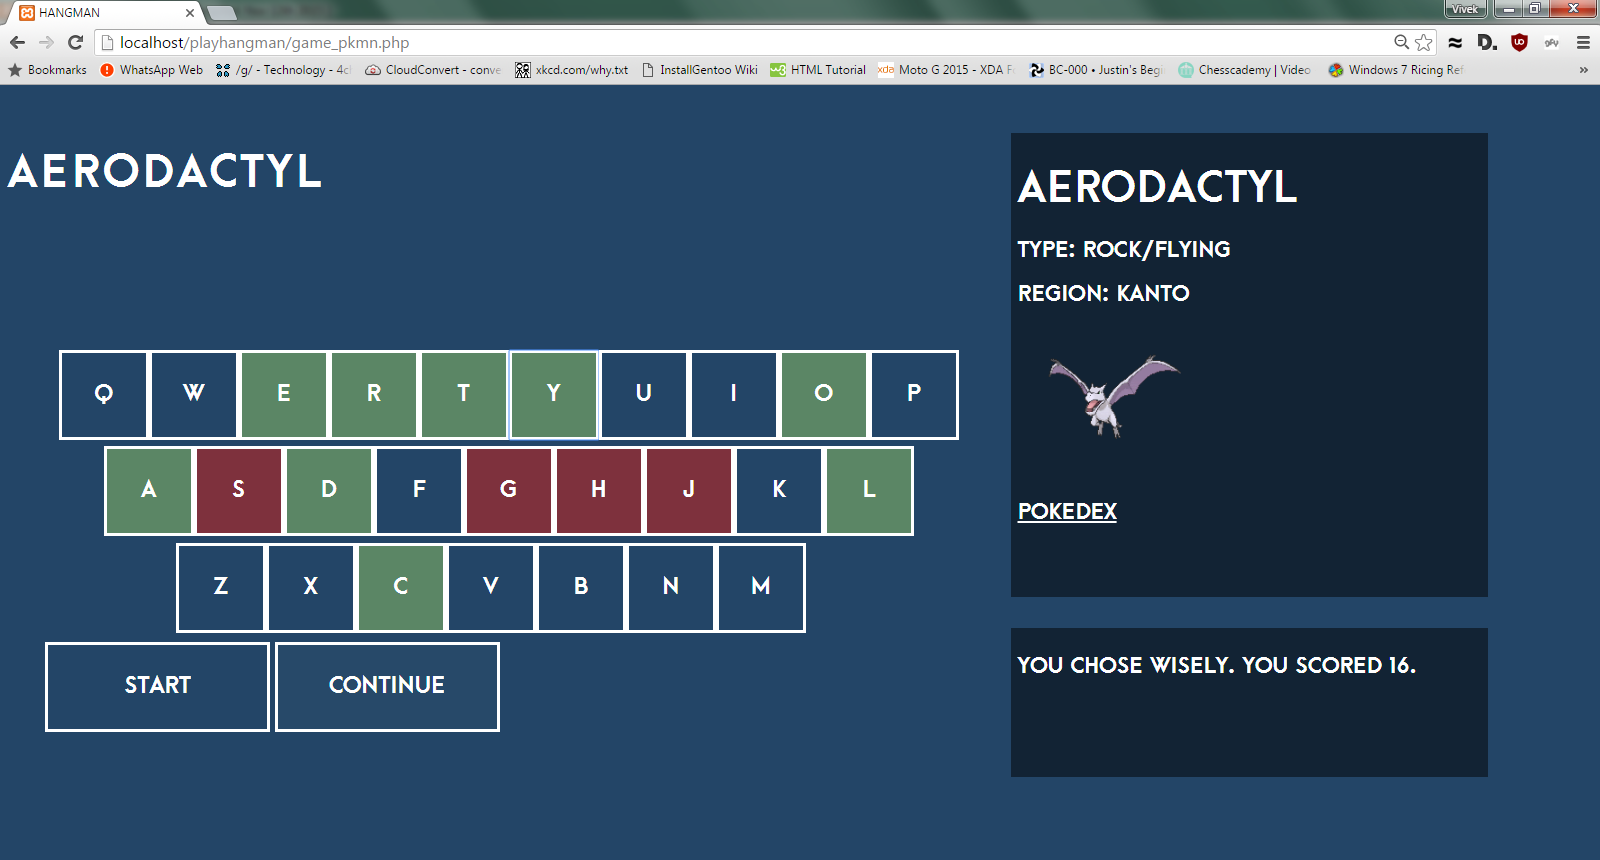 HANGMAN
Vivek
localhost/playhangman/game_pkmn.php
Bookmarks WhatsApp Web /g/ - Technology - 4c CloudConvert - conve xkcd.com/why.txt InstallGentoo Wiki HTML Tutorial Moto G 2015 - XDA F BC-000 • Justin's Begi Chesscademy | Video Windows 7 Ricing Ref »
AERODACTYL
Q W E R T Y U I O P
A S D F G H J K L
Z X C V B N M
START CONTINUE
AERODACTYL
TYPE: ROCK/FLYING
REGION: KANTO
POKEDEX
YOU CHOSE WISELY. YOU SCORED 16.